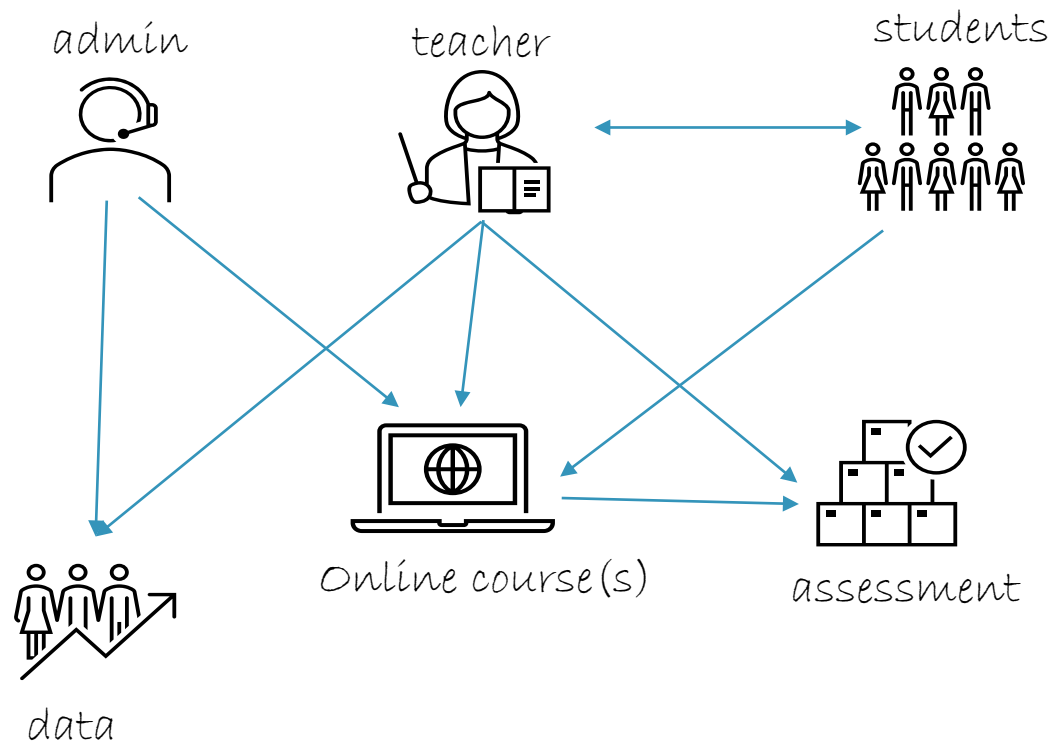 admin
teacher
students
Online course(s)
assessment
data